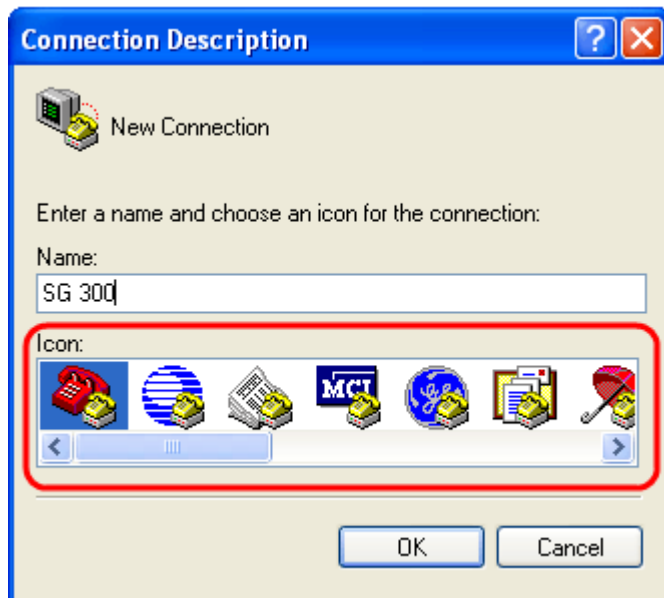 Connection Description
New Connection
Enter a name and choose an icon for the connection:
Name:
SG 300
Icon:
MCI
OK
Cancel